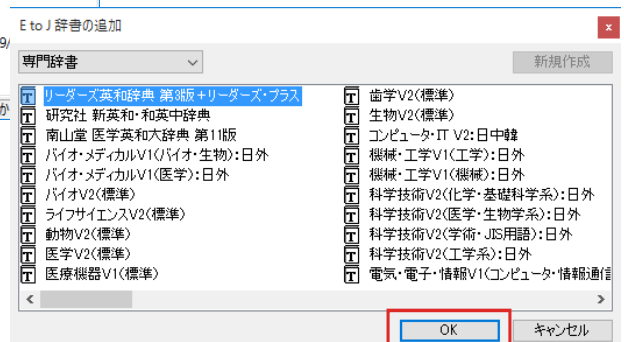 E to J 辞書の追加
x
9/
専門辞書
新規作成
か
リーダーズ英和辞典 第3版+リーダーズ・プラス
研究社 新英和・和英中辞典
南山堂 医学英和大辞典 第11版
バイオ・メディカルV1(バイオ・生物):日外
バイオ・メディカルV1(医学):日外
バイオV2(標準)
ライフサイエンスV2(標準)
動物V2(標準)
医学V2(標準)
医療機器V1(標準)
歯学V2(標準)
生物V2(標準)
コンピュータ・IT V2:日中韓
機械・工学V1(工学):日外
機械・工学V1(機械):日外
科学技術V2(化学・基礎科学系):日外
科学技術V2(医学・生物学系):日外
科学技術V2(学術・JIS用語):日外
科学技術V2(工学系):日外
電気・電子・情報V1(コンピュータ・情報通信
OK
キャンセル